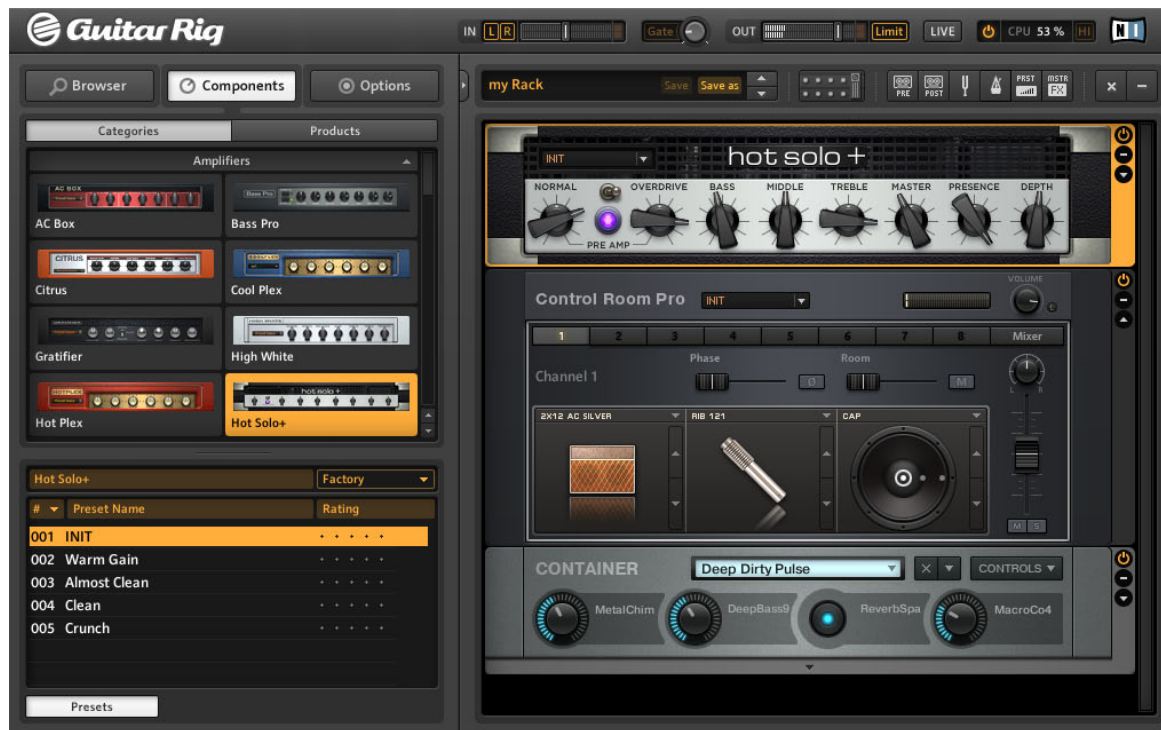 Guitar Rig
IN L R Gate OUT Limit LIVE CPU 53 % HI NI
Browser Components Options
my Rack Save Save as PRE POST PRST MSTR FX
Categories Products
Amplifiers
AC BOX Bass Pro
AC Box Bass Pro
CITRUS
Citrus Cool Plex
Gratifier High White
hot solo +
Hot Plex Hot Solo+
Hot Solo+ Factory
# Preset Name Rating
001 INIT
002 Warm Gain
003 Almost Clean
004 Clean
005 Crunch
Presets
INIT hot solo +
NORMAL OVERDRIVE BASS MIDDLE TREBLE MASTER PRESENCE DEPTH
PRE AMP
VOLUME
Control Room Pro INIT
1 2 3 4 5 6 7 8 Mixer
Phase Room
Channel 1 Ø M
L R
2X12 AC SILVER RIB 121 CAP
M S
CONTAINER Deep Dirty Pulse X CONTROLS
MetalChim DeepBass9 ReverbSpa MacroCo4